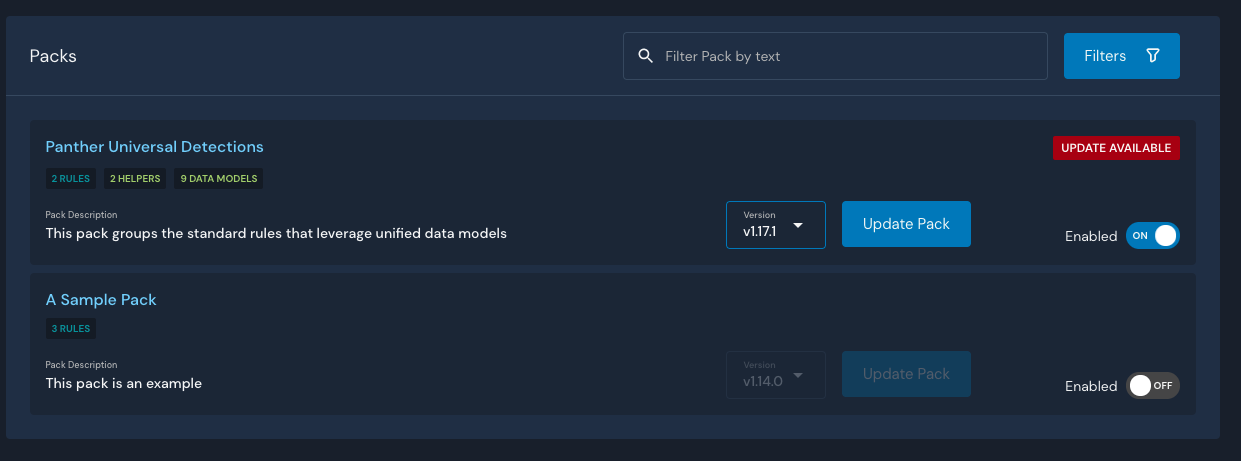 Packs
Filter Pack by text
Filters
Panther Universal Detections
UPDATE AVAILABLE
2 RULES
2 HELPERS
9 DATA MODELS
Pack Description
This pack groups the standard rules that leverage unified data models
Version
v1.17.1
Update Pack
Enabled
ON
A Sample Pack
3 RULES
Pack Description
This pack is an example
Version
v1.14.0
Update Pack
Enabled
OFF